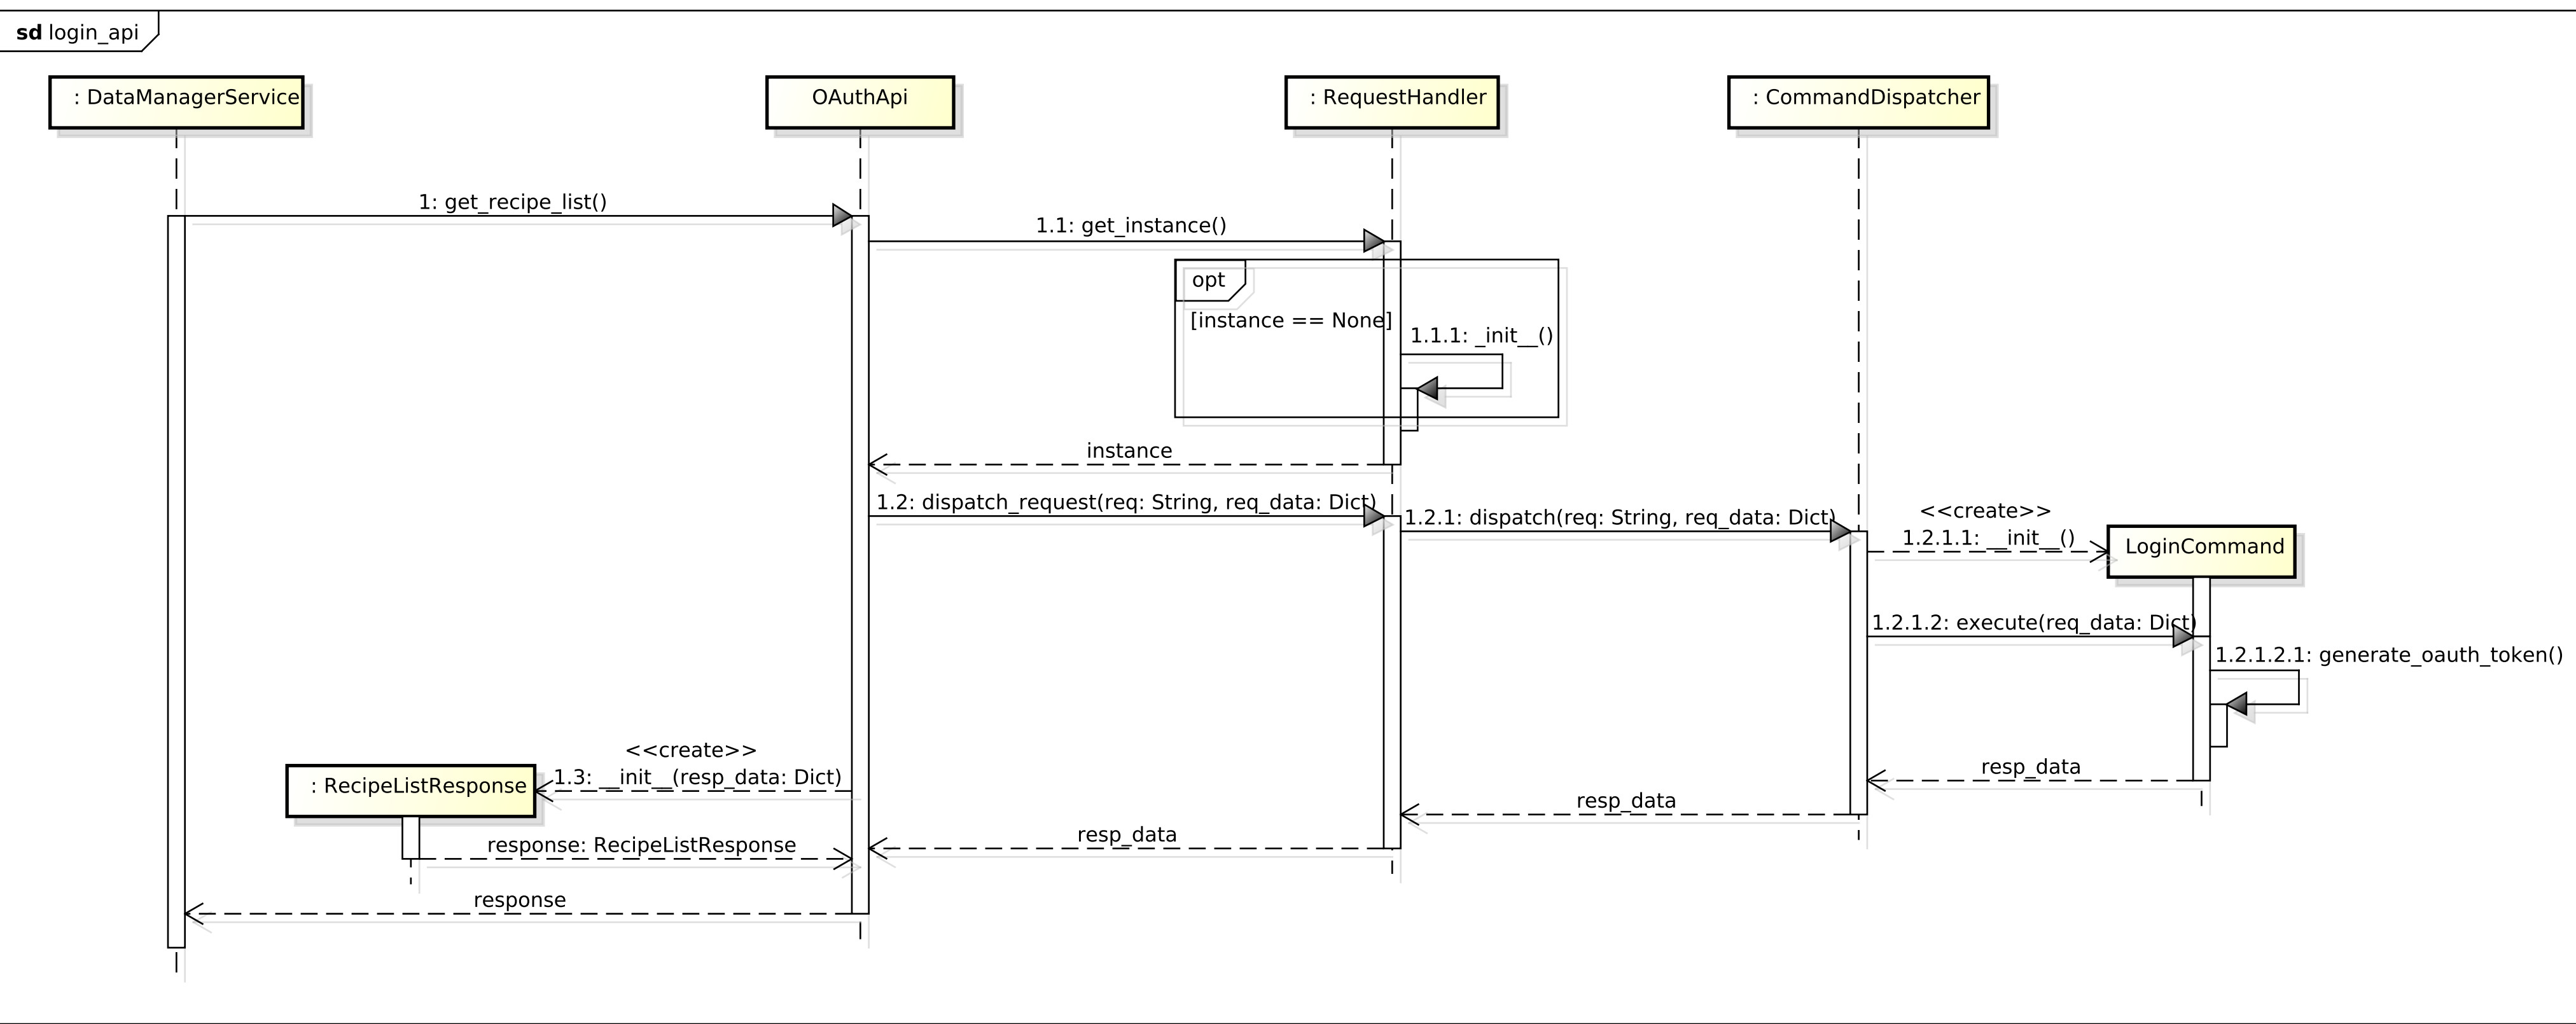 sd login_api
: DataManagerService
OAuthApi
: RequestHandler
: CommandDispatcher
1: get_recipe_list()
1.1: get_instance()
opt
[instance == None]
1.1.1: _init__()
instance
1.2: dispatch_request(req: String, req_data: Dict)
1.2.1: dispatch(req: String, req_data: Dict)
<<create>>
1.2.1.1: __init__()
LoginCommand
1.2.1.2: execute(req_data: Dict)
1.2.1.2.1: generate_oauth_token()
<<create>>
1.3: __init__(resp_data: Dict)
: RecipeListResponse
resp_data
resp_data
resp_data
response: RecipeListResponse
response